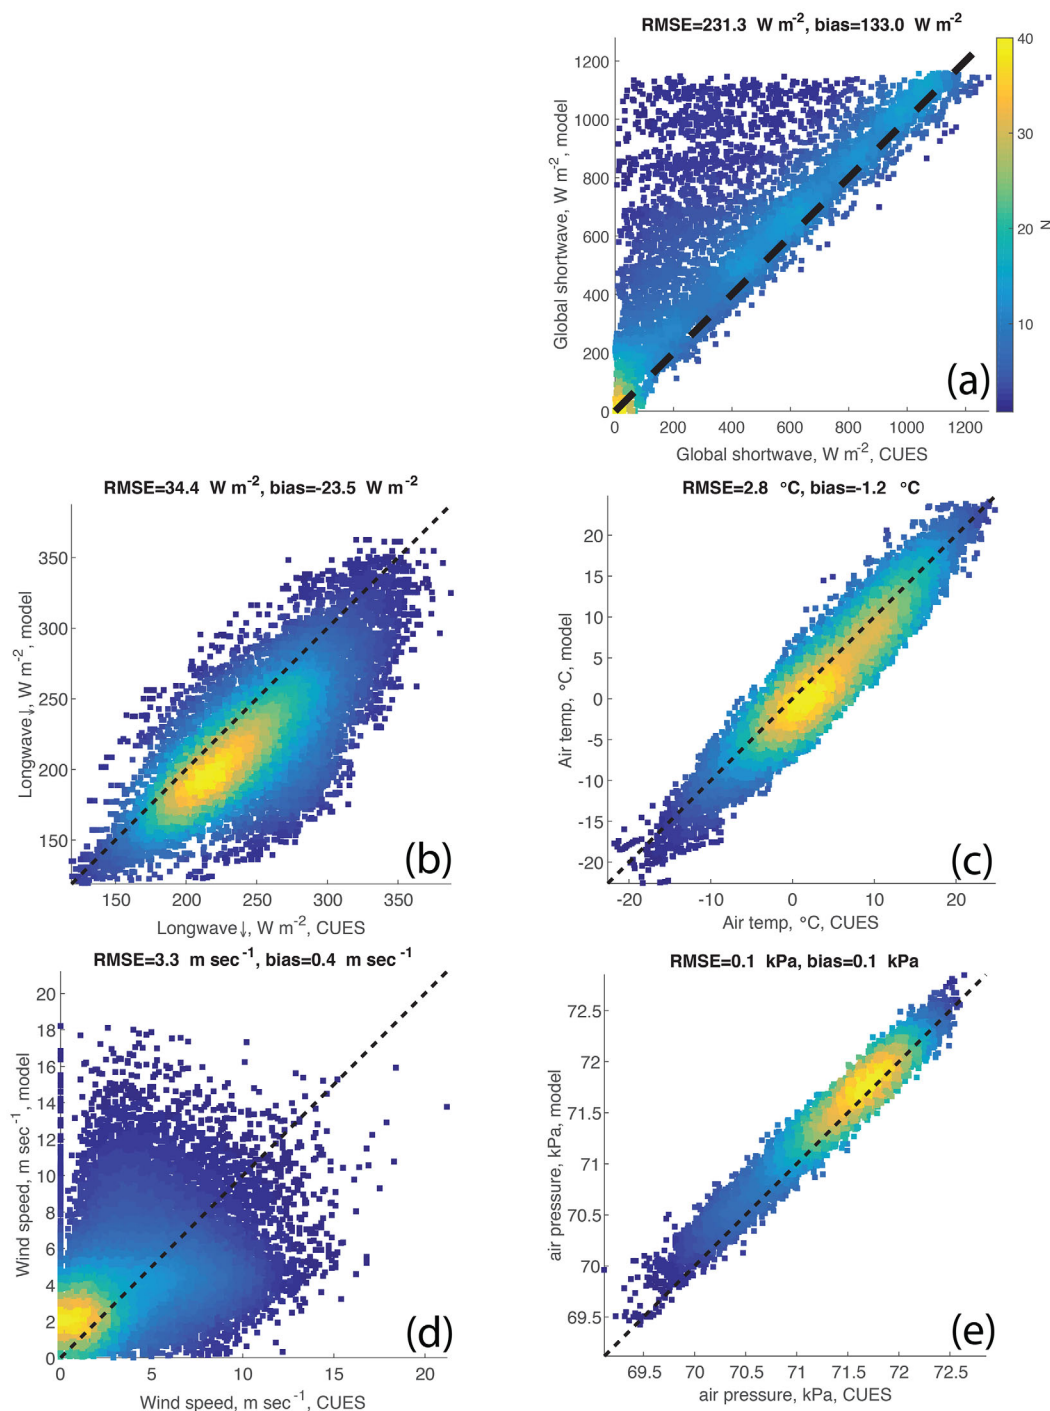 RMSE=231.3 W m-2, bias=133.0 W m-2
Global shortwave, W m-2, model
1200
1000
800
600
400
200
0
0 200 400 600 800 1000 1200
Global shortwave, W m-2, CUES
(a)
40
30
20
10
N
RMSE=34.4 W m-2, bias=-23.5 W m-2
Longwave↓, W m-2, model
350
300
250
200
150
150 200 250 300 350
Longwave↓, W m-2, CUES
(b)
RMSE=2.8 °C, bias=-1.2 °C
Air temp, °C, model
20
15
10
5
0
-5
-10
-15
-20
-20 -10 0 10 20
Air temp, °C, CUES
(c)
RMSE=3.3 m sec-1, bias=0.4 m sec-1
Wind speed, m sec-1, model
20
18
16
14
12
10
8
6
4
2
0
0 5 10 15 20
Wind speed, m sec-1, CUES
(d)
RMSE=0.1 kPa, bias=0.1 kPa
air pressure, kPa, model
72.5
72
71.5
71
70.5
70
69.5
69.5 70 70.5 71 71.5 72 72.5
air pressure, kPa, CUES
(e)